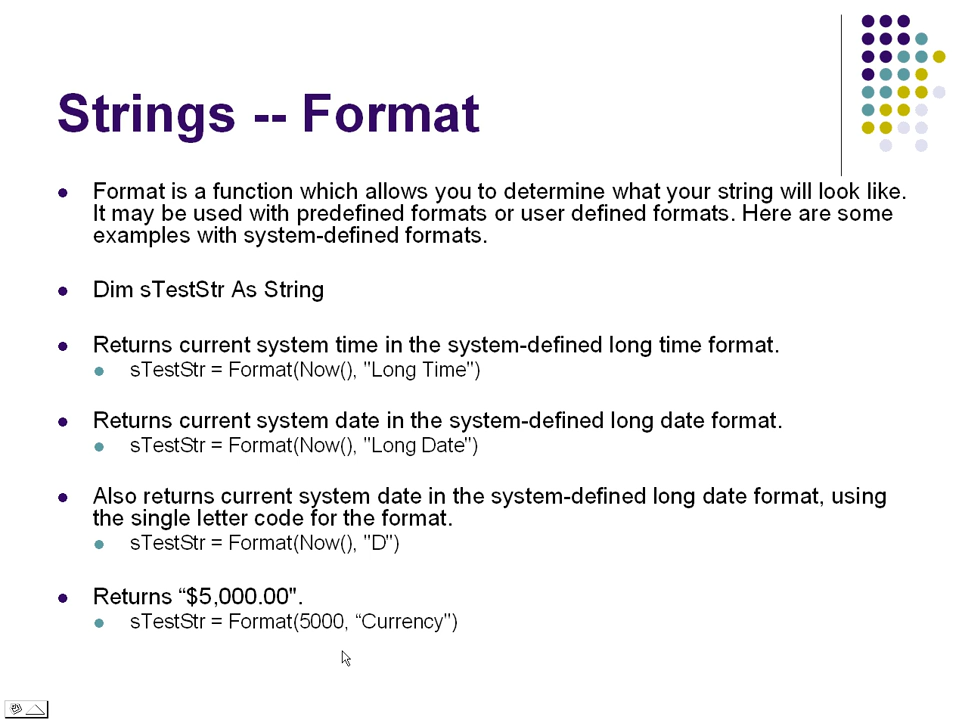 Strings -- Format
Format is a function which allows you to determine what your string will look like.
It may be used with predefined formats or user defined formats. Here are some
examples with system-defined formats.
Dim sTestStr As String
Returns current system time in the system-defined long time format.
sTestStr = Format(Now(), "Long Time")
Returns current system date in the system-defined long date format.
sTestStr = Format(Now(), "Long Date")
Also returns current system date in the system-defined long date format, using
the single letter code for the format.
sTestStr = Format(Now(), "D")
Returns “$5,000.00".
sTestStr = Format(5000, “Currency")